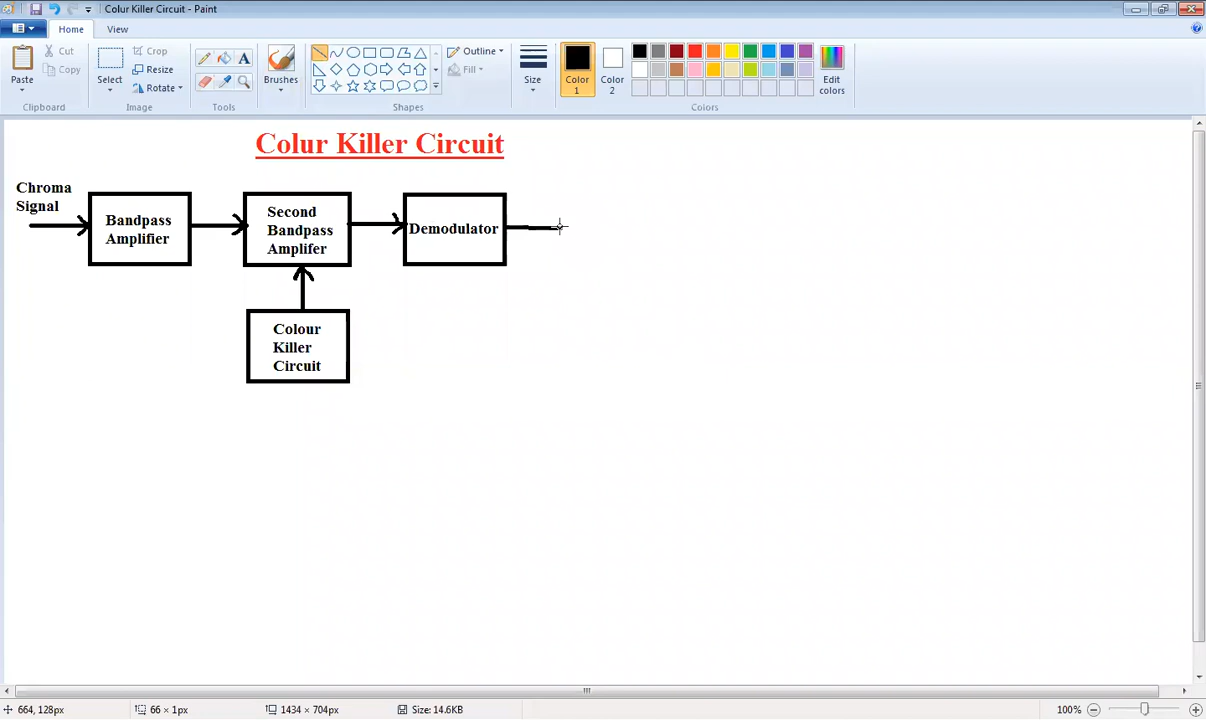 Colur Killer Circuit - Paint
Home
View
Paste
Cut
Copy
Clipboard
Select
Crop
Resize
Rotate
Image
A
Tools
Brushes
Outline
Fill
Shapes
Size
Color
1
Color
2
Edit
colors
Colors
Colur Killer Circuit
Chroma
Signal
Bandpass
Amplifier
Second
Bandpass
Amplifer
Demodulator
Colour
Killer
Circuit
664, 128px
66 × 1px
1434 × 704px
Size: 14.6KB
100%